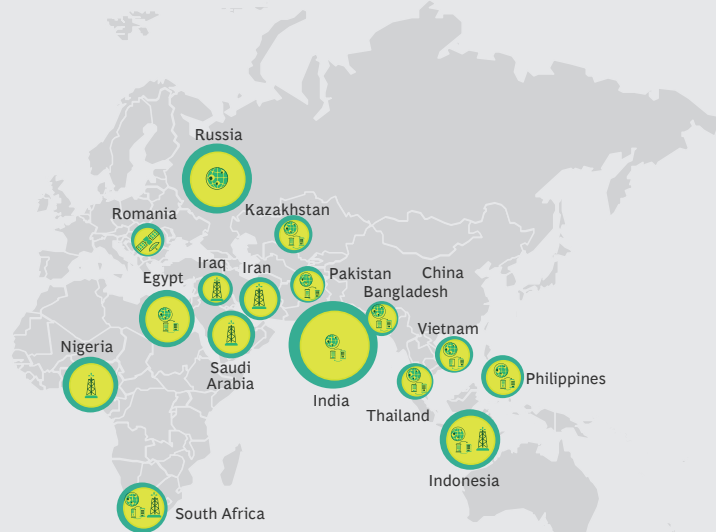 Russia
Romania
Kazakhstan
Iraq
Iran
Egypt
Pakistan
China
Bangladesh
Vietnam
Nigeria
Saudi
Arabia
Philippines
India
Thailand
Indonesia
South Africa